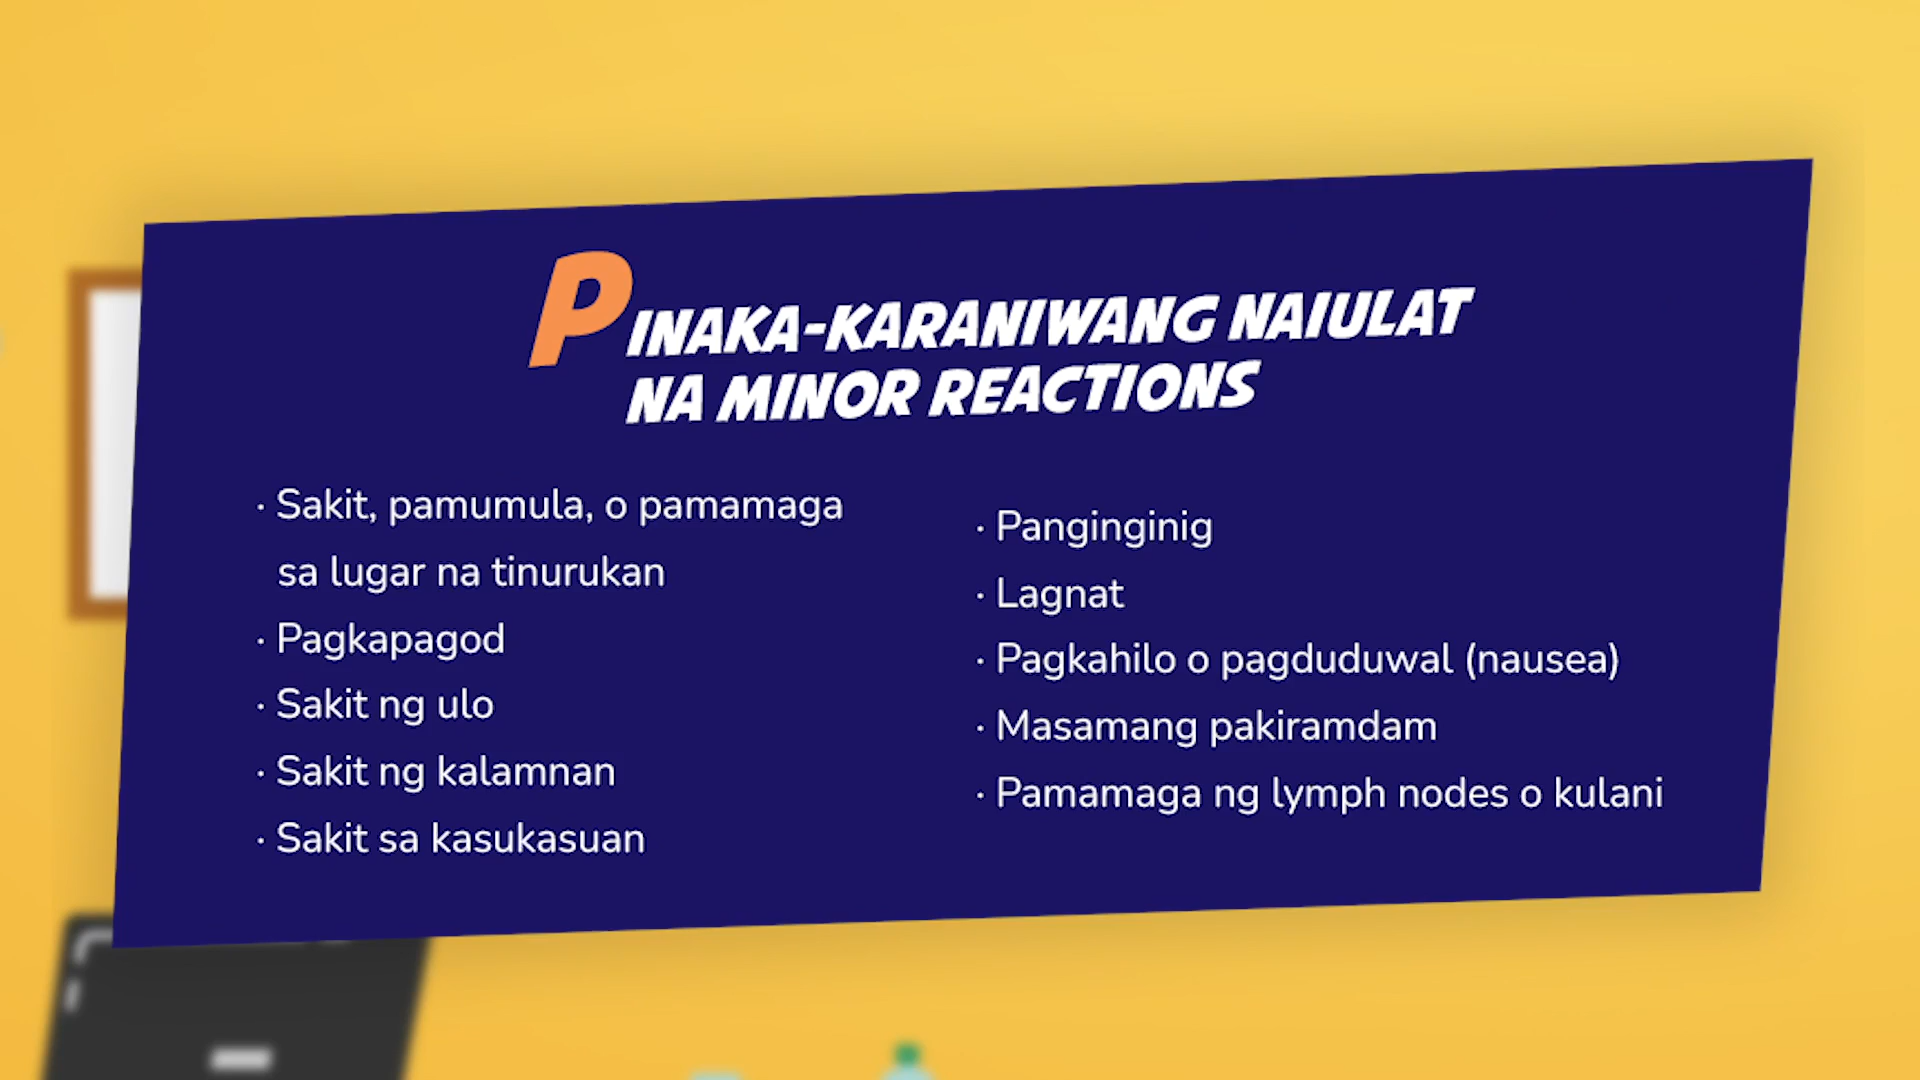 PINAKA-KARANIWANG NAIULAT
NA MINOR REACTIONS
· Sakit, pamumula, o pamamaga
sa lugar na tinurukan
· Pagkapagod
· Sakit ng ulo
· Sakit ng kalamnan
· Sakit sa kasukasuan
· Panginginig
· Lagnat
· Pagkahilo o pagduduwal (nausea)
· Masamang pakiramdam
· Pamamaga ng lymph nodes o kulani